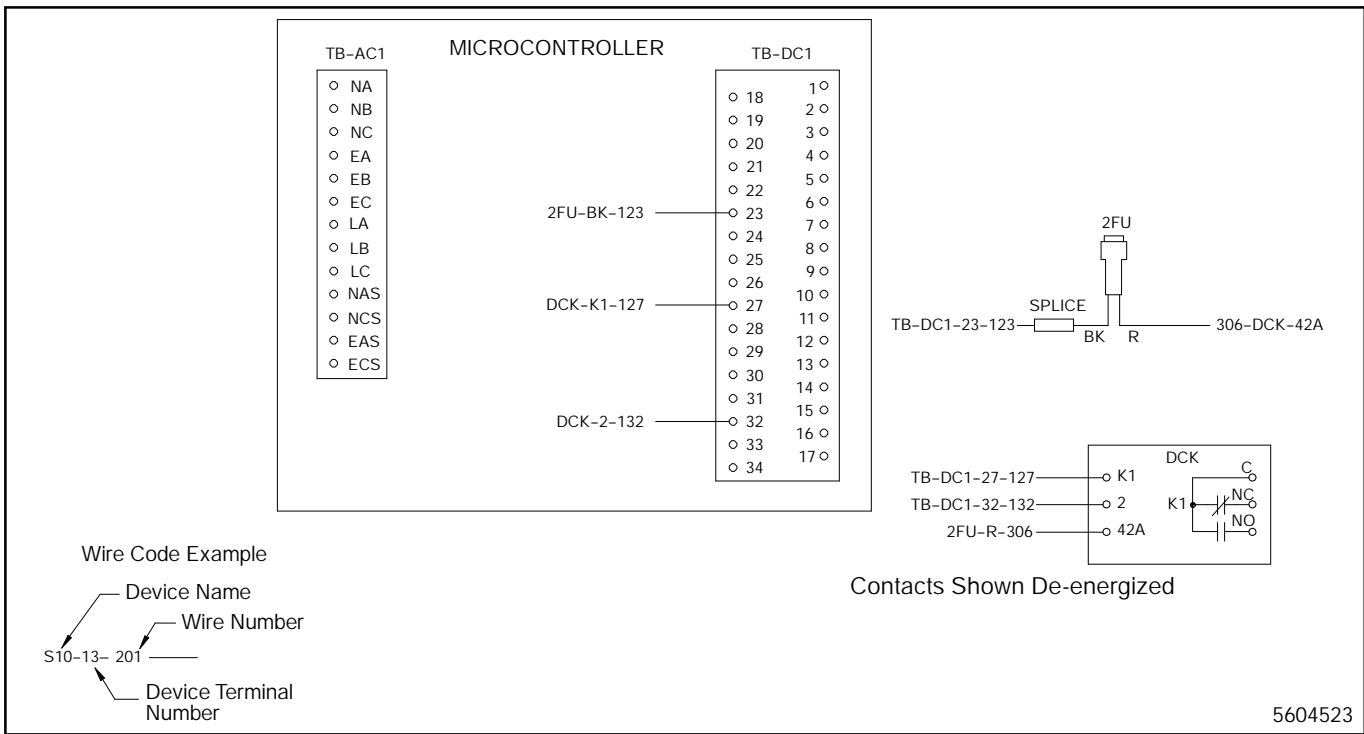 MICROCONTROLLER
TB-AC1
NA
NB
NC
EA
EB
EC
LA
LB
LC
NAS
NCS
EAS
ECS
TB-DC1
18
19
20
21
22
23
24
25
26
27
28
29
30
31
32
33
34
1
2
3
4
5
6
7
8
9
10
11
12
13
14
15
16
17
2FU-BK-123
DCK-K1-127
DCK-2-132
2FU
SPLICE
TB-DC1-23-123
BK
R
306-DCK-42A
DCK
TB-DC1-27-127
K1
TB-DC1-32-132
2
2FU-R-306
42A
K1
C
NC
NO
Contacts Shown De-energized
Wire Code Example
Device Name
Wire Number
S10-13- 201
Device Terminal
Number
5604523